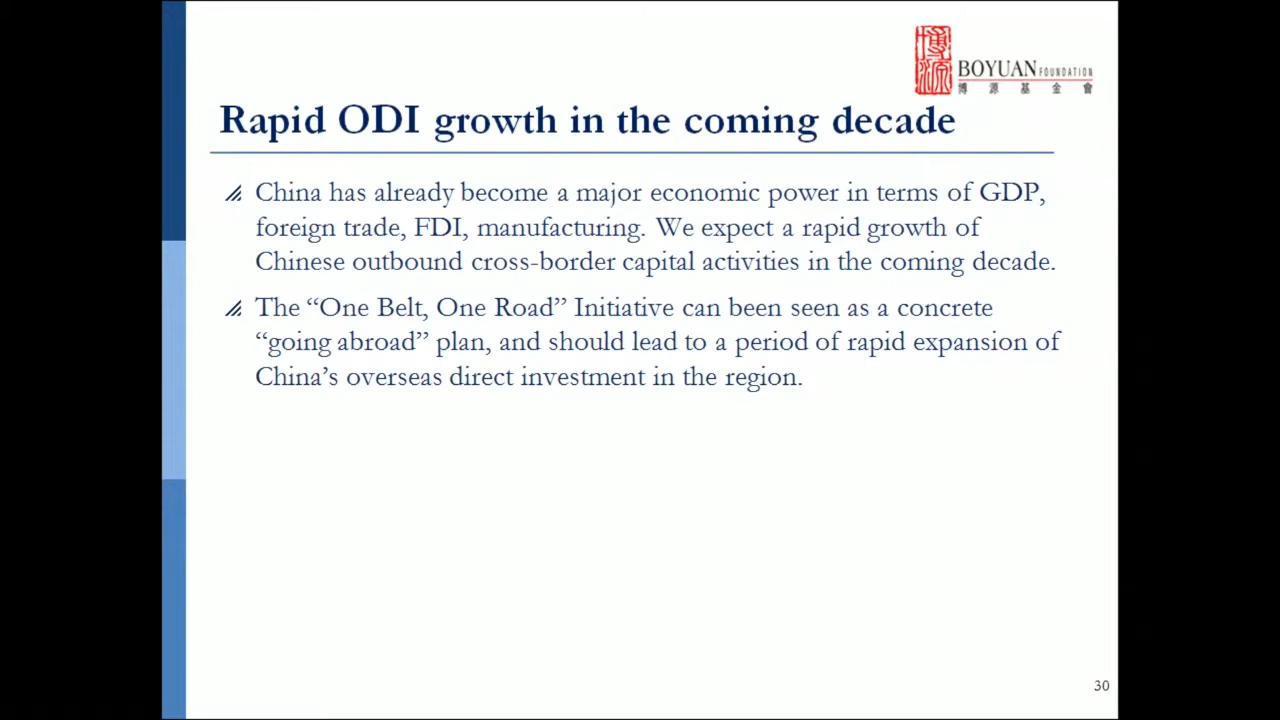 博源
BOYUAN FOUNDATION
博源基金會
Rapid ODI growth in the coming decade
China has already become a major economic power in terms of GDP,
foreign trade, FDI, manufacturing. We expect a rapid growth of
Chinese outbound cross-border capital activities in the coming decade.
The “One Belt, One Road” Initiative can been seen as a concrete
“going abroad” plan, and should lead to a period of rapid expansion of
China’s overseas direct investment in the region.
30